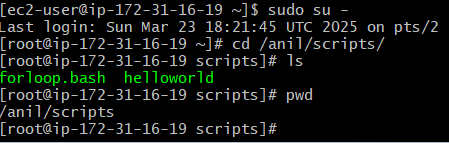 [ec2-user@ip-172-31-16-19 ~]$ sudo su -
Last login: Sun Mar 23 18:21:45 UTC 2025 on pts/2
[root@ip-172-31-16-19 ~]# cd /anil/scripts/
[root@ip-172-31-16-19 scripts]# ls
forloop.bash  helloworld
[root@ip-172-31-16-19 scripts]# pwd
/anil/scripts
[root@ip-172-31-16-19 scripts]#